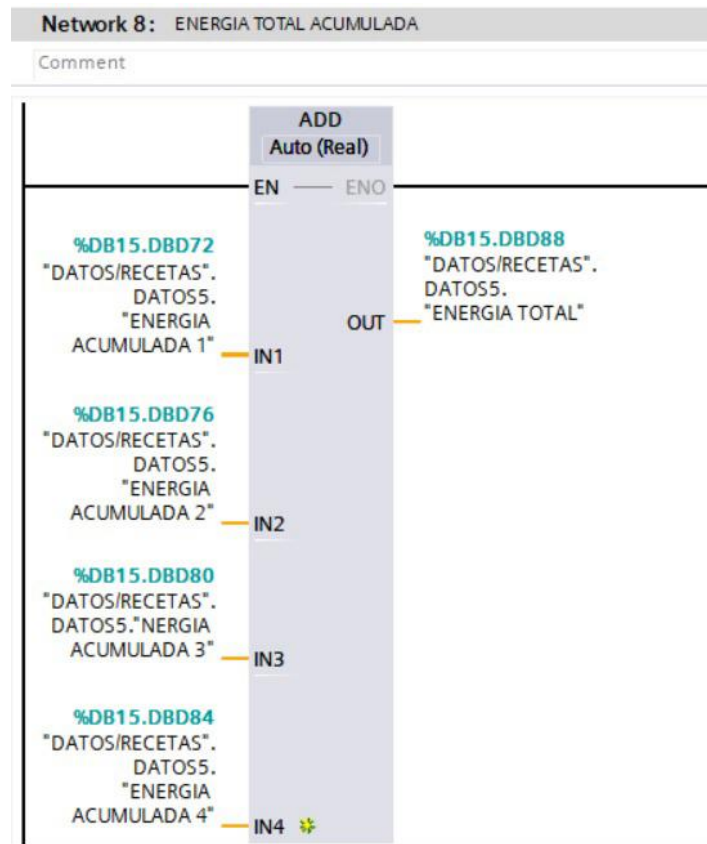 Network 8: ENERGIA TOTAL ACUMULADA
Comment
ADD
Auto (Real)
EN
ENO
%DB15.DBD72
"DATOS/RECETAS".
DATOS5.
"ENERGIA
ACUMULADA 1"
IN1
%DB15.DBD88
"DATOS/RECETAS".
DATOS5.
"ENERGIA TOTAL"
OUT
%DB15.DBD76
"DATOS/RECETAS".
DATOS5.
"ENERGIA
ACUMULADA 2"
IN2
%DB15.DBD80
"DATOS/RECETAS".
DATOS5."NERGIA
ACUMULADA 3"
IN3
%DB15.DBD84
"DATOS/RECETAS".
DATOS5.
"ENERGIA
ACUMULADA 4"
IN4